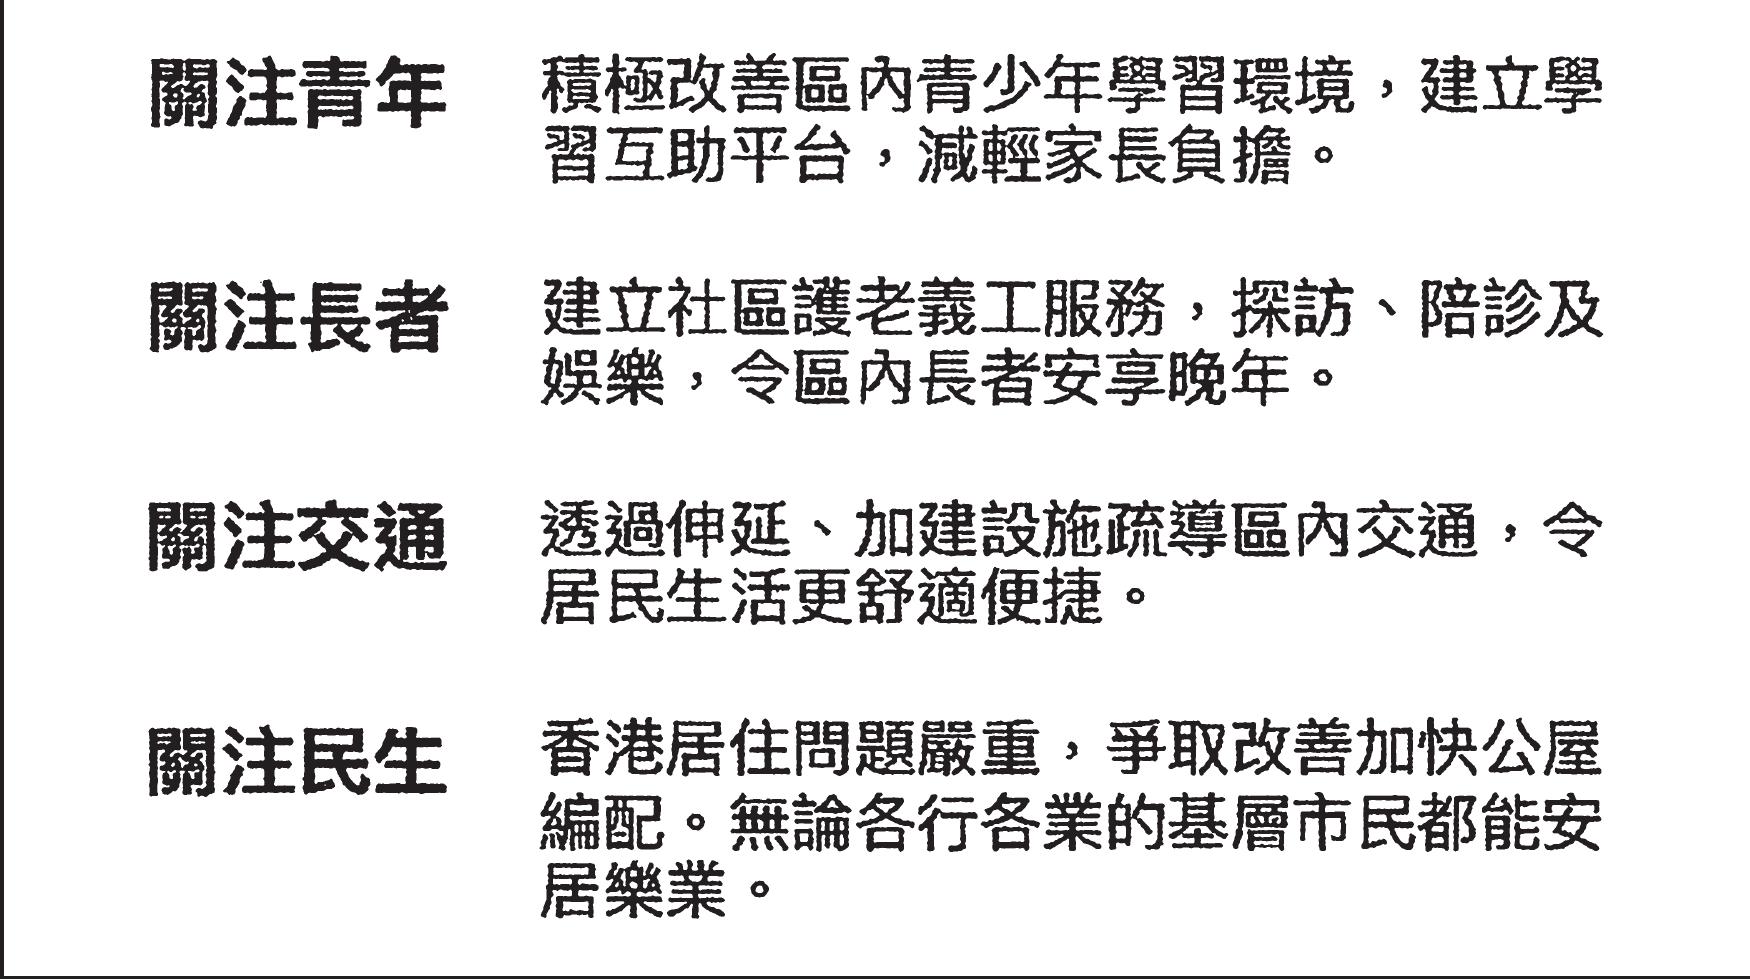 關注青年
積極改善區內青少年學習環境，建立學
習互助平台，減輕家長負擔。
關注長者
建立社區護老義工服務，探訪、陪診及
娛樂，令區內長者安享晚年。
關注交通
透過伸延、加建設施疏導區內交通，令
居民生活更舒適便捷。
關注民生
香港居住問題嚴重，爭取改善加快公屋
編配。無論各行各業的基層市民都能安
居樂業。